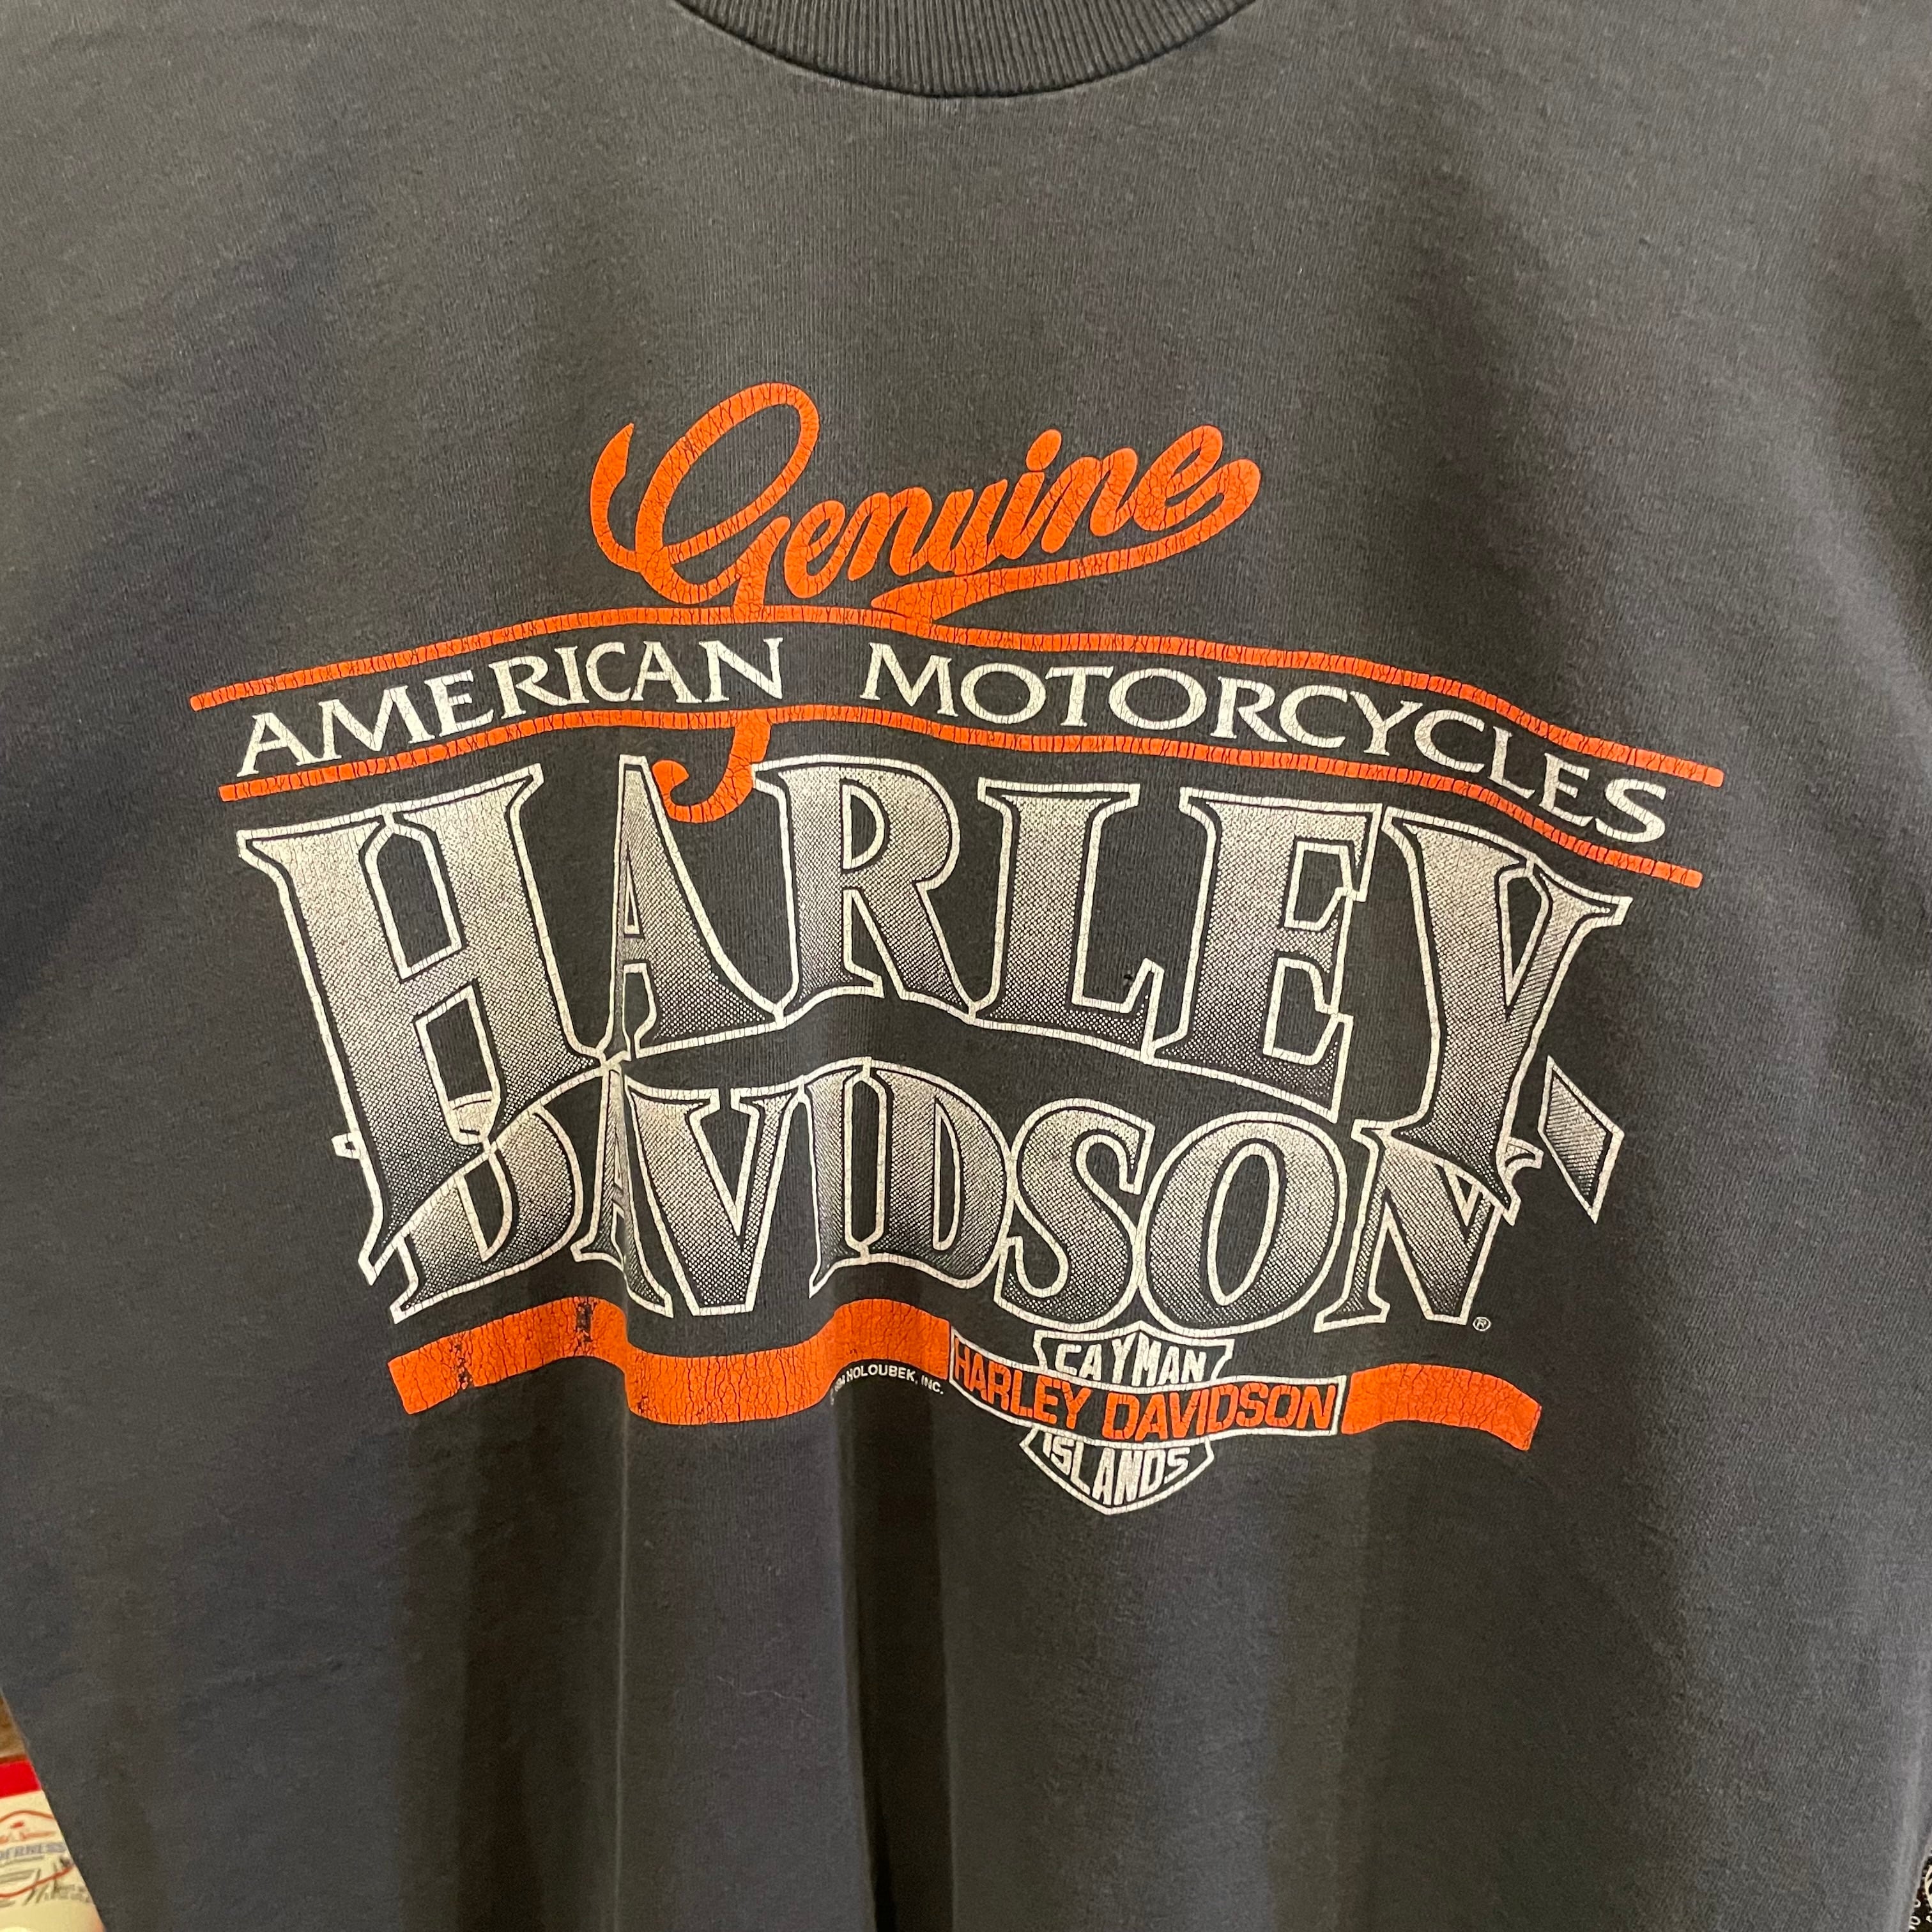 Genuine
AMERICAN MOTORCYCLES
HARLEY-
DAVIDSON®
HOLOUBEK, INC.
CAYMAN
HARLEY DAVIDSON
ISLANDS